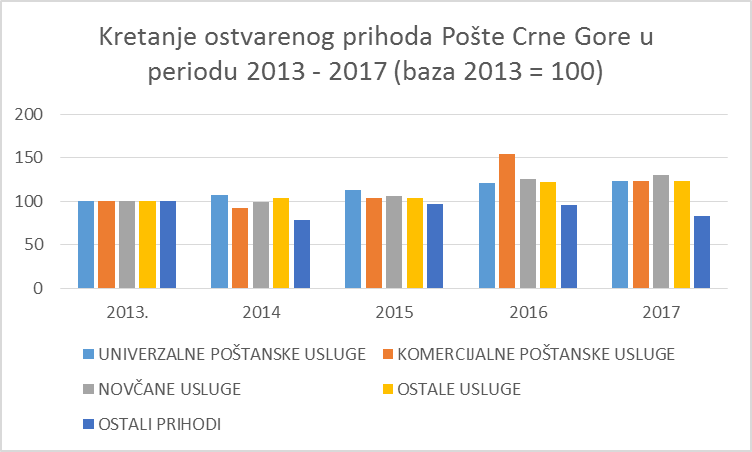 Kretanje ostvarenog prihoda Pošte Crne Gore u
periodu 2013 - 2017 (baza 2013 = 100)
200
150
100
50
0
2013. 2014 2015 2016 2017
UNIVERZALNE POŠTANSKE USLUGE KOMERCIJALNE POŠTANSKE USLUGE
NOVČANE USLUGE OSTALE USLUGE
OSTALI PRIHODI